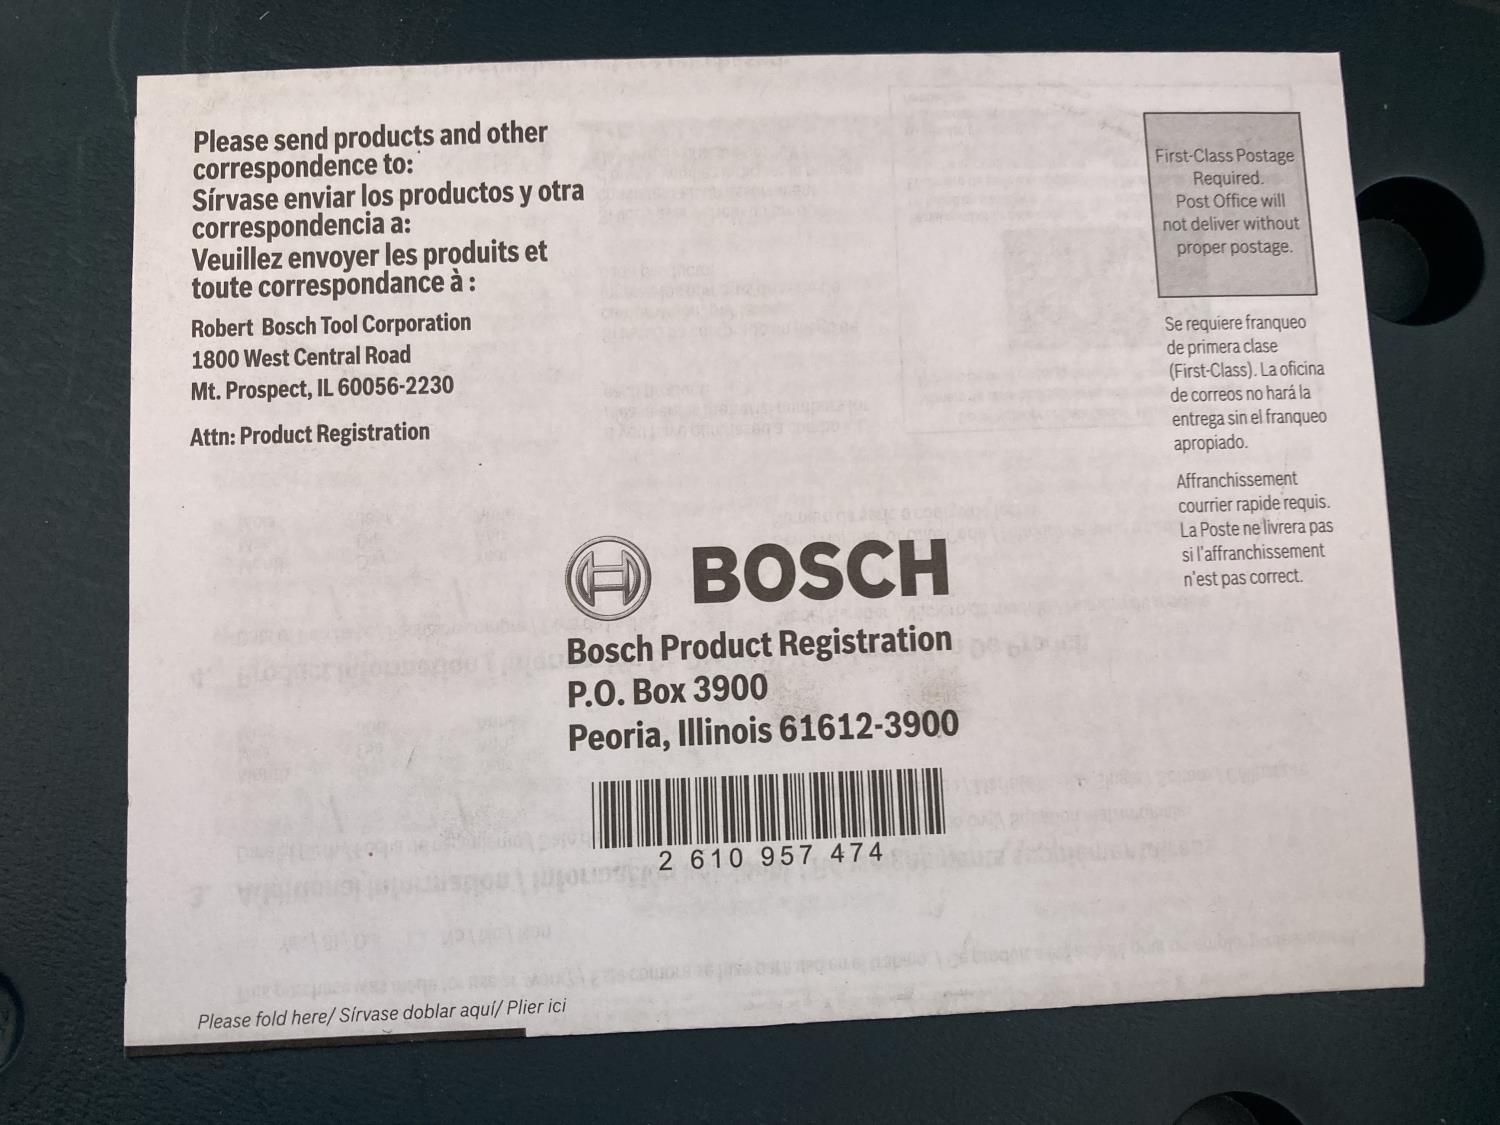 Please send products and other
correspondence to:
Sírvase enviar los productos y otra
correspondencia a:
Veuillez envoyer les produits et
toute correspondance à :
Robert Bosch Tool Corporation
1800 West Central Road
Mt. Prospect, IL 60056-2230
Attn: Product Registration
First-Class Postage
Required.
Post Office will
not deliver without
proper postage.
Se requiere franqueo
de primera clase
(First-Class). La oficina
de correos no hará la
entrega sin el franqueo
apropiado.
Affranchissement
courrier rapide requis.
La Poste ne livrera pas
si l'affranchissement
n'est pas correct.
BOSCH
Bosch Product Registration
P.O. Box 3900
Peoria, Illinois 61612-3900
2 610 957 474
Please fold here/ Sírvase doblar aquí/ Plier ici